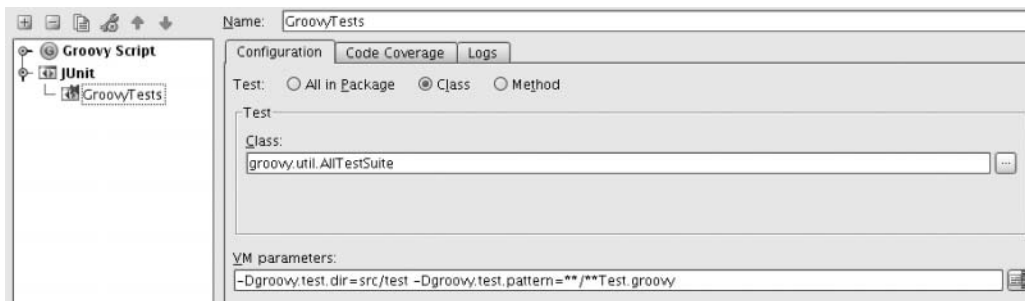 Name: GroovyTests
Groovy Script
JUnit
GroovyTests
Configuration Code Coverage Logs
Test: All in Package Class Method
Test
Class:
groovy.util.AllTestSuite
...
VM parameters:
-Dgroovy.test.dir=src/test -Dgroovy.test.pattern=**/**Test.groovy